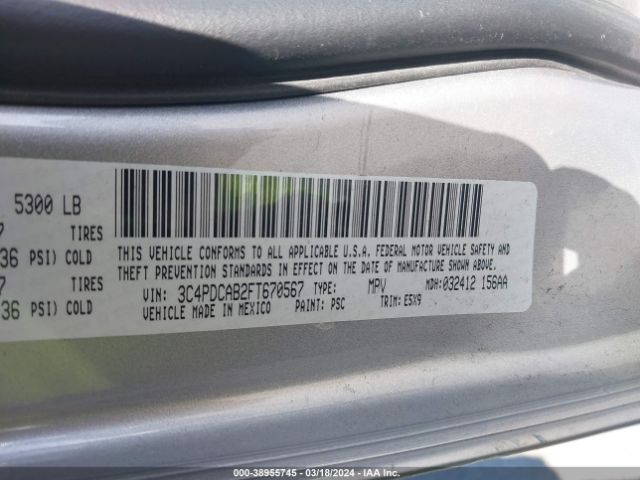 5300 LB
7 TIRES
36 PSI) COLD
7 TIRES
36 PSI) COLD
THIS VEHICLE CONFORMS TO ALL APPLICABLE U.S.A. FEDERAL MOTOR VEHICLE SAFETY AND
THEFT PREVENTION STANDARDS IN EFFECT ON THE DATE OF MANUFACTURE SHOWN ABOVE.
VIN: 3C4PDCAB2FT670567 TYPE: MPV MDH:032412 156AA
VEHICLE MADE IN MEXICO PAINT: PSC TRIM: E5X9
000-38955745 - 03/18/2024 - IAA Inc.